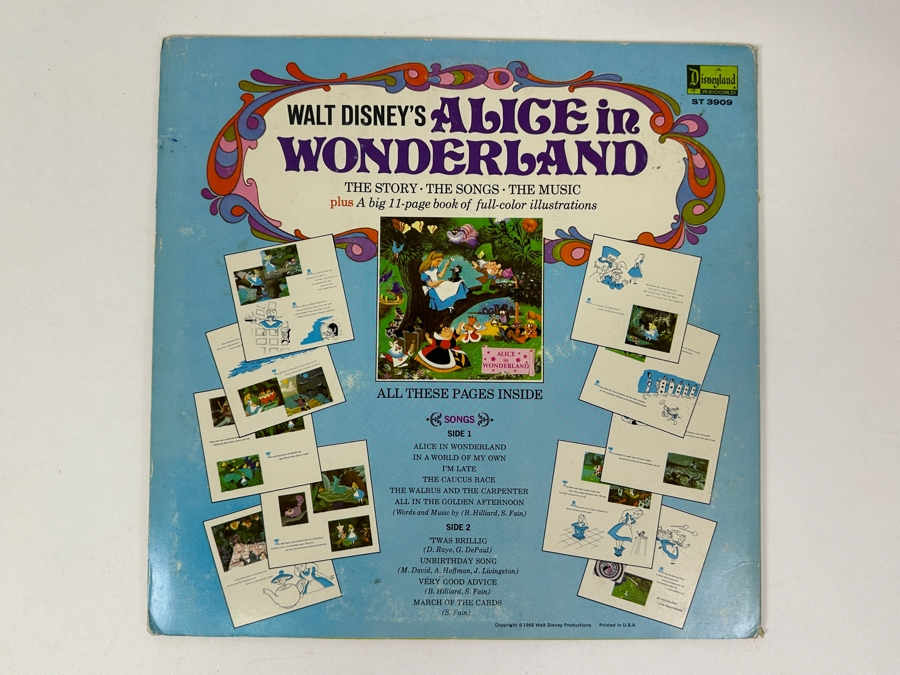 Disneyland
RECORD
ST 3909
WALT DISNEY'S ALICE in
WONDERLAND
THE STORY · THE SONGS · THE MUSIC
plus A big 11-page book of full-color illustrations
ALICE
in
WONDERLAND
ALL THESE PAGES INSIDE
SONGS
SIDE 1
ALICE IN WONDERLAND
IN A WORLD OF MY OWN
I'M LATE
THE CAUCUS RACE
THE WALRUS AND THE CARPENTER
ALL IN THE GOLDEN AFTERNOON
(Words and Music by (B. Hilliard, S. Fain)
SIDE 2
'TWAS BRILLIG
(D. Raye, G. DePaul)
UNBIRTHDAY SONG
(M. David, A. Hoffman, J. Livingston)
VERY GOOD ADVICE
(B. Hilliard, S. Fain)
MARCH OF THE CARDS
(S. Fain)
Copyright © 1969 Walt Disney Productions Printed in U.S.A.